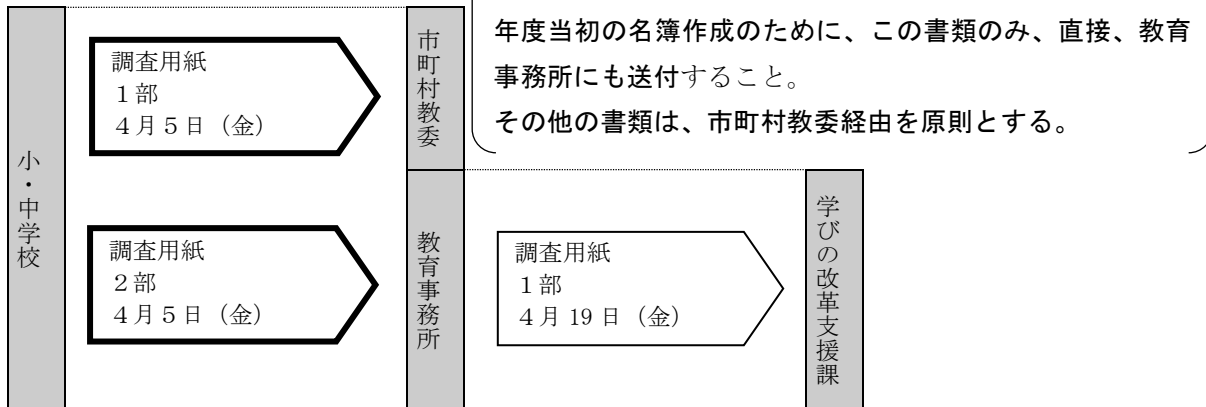 小・中学校
調査用紙
１部
４月５日（金）
調査用紙
２部
４月５日（金）
市町村教委
教育事務所
年度当初の名簿作成のために、この書類のみ、直接、教育
事務所にも送付すること。
その他の書類は、市町村教委経由を原則とする。
調査用紙
１部
４月 19 日（金）
学びの改革支援課